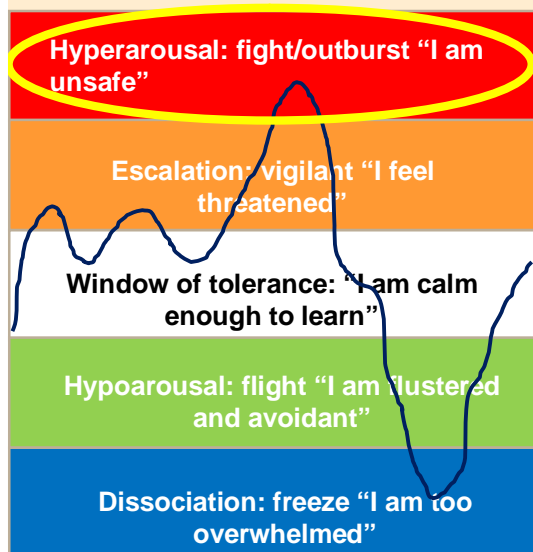 Hyperarousal: fight/outburst “I am
unsafe”
Escalation: vigilant “I feel
threatened”
Window of tolerance: “I am calm
enough to learn”
Hypoarousal: flight “I am flustered
and avoidant”
Dissociation: freeze “I am too
overwhelmed”